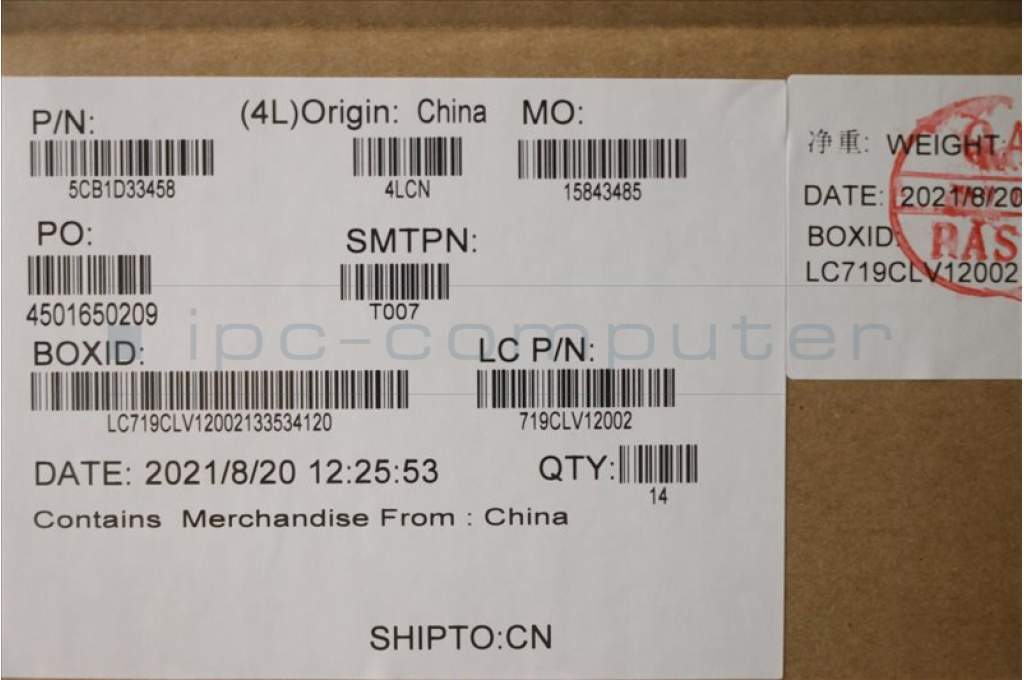 P/N:
5CB1D33458
(4L)Origin: China
4LCN
MO:
15843485
PO:
4501650209
SMTPN:
T007
BOXID:
LC719CLV12002133534120
LC P/N:
719CLV12002
DATE: 2021/8/20 12:25:53
QTY:
14
Contains Merchandise From : China
SHIPTO:CN
净重: WEIGHT:
DATE: 2021/8/20
BOXID:
LC719CLV12002
ipc-computer